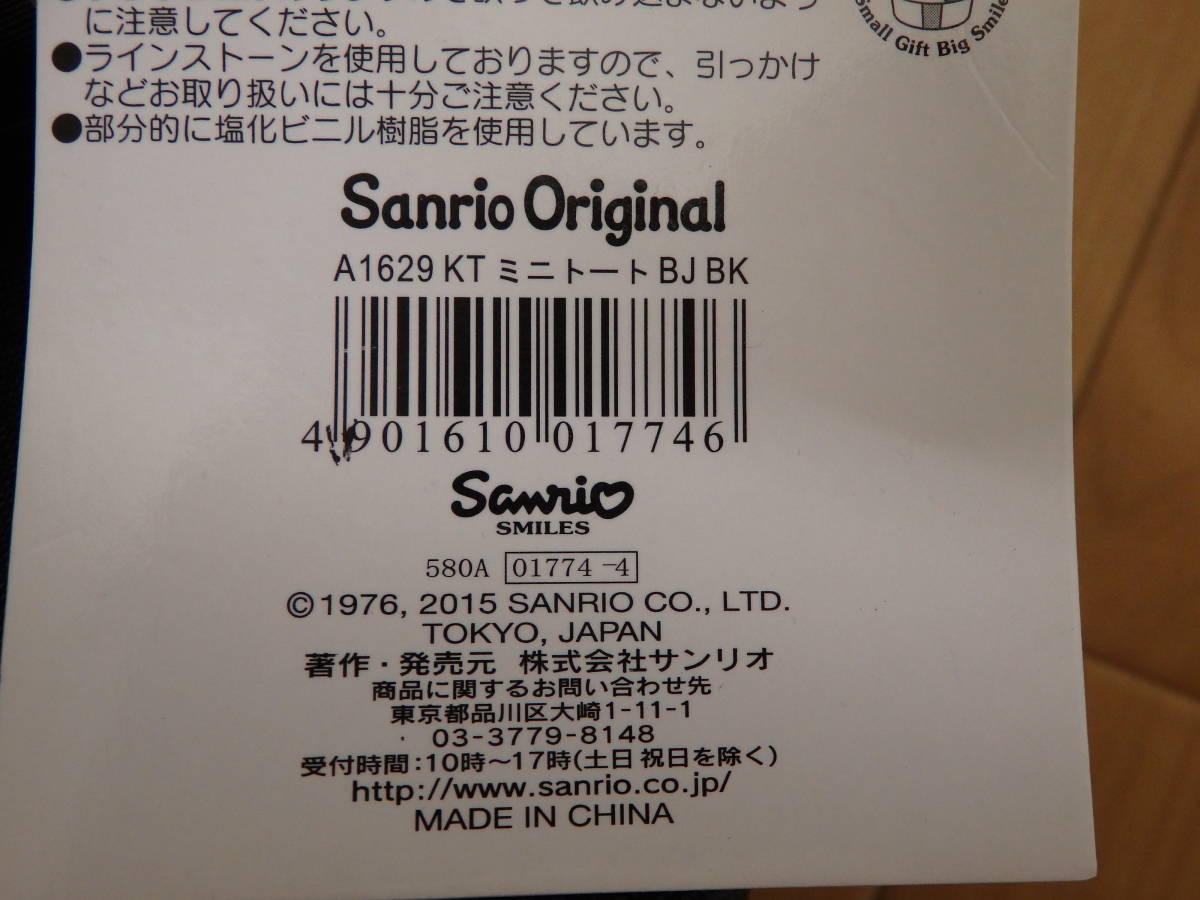 に注意してください。
Small Gift Big Smile
●ラインストーンを使用しておりますので、引っかけ
などお取り扱いには十分ご注意ください。
●部分的に塩化ビニル樹脂を使用しています。
Sanrio Original
A1629 KT ミニトート BJ BK
4 901610 017746
Sanrio
SMILES
580A 01774-4
©1976, 2015 SANRIO CO., LTD.
TOKYO, JAPAN
著作・発売元 株式会社サンリオ
商品に関するお問い合わせ先
東京都品川区大崎1-11-1
03-3779-8148
受付時間:10時〜17時(土日 祝日を除く)
http://www.sanrio.co.jp/
MADE IN CHINA